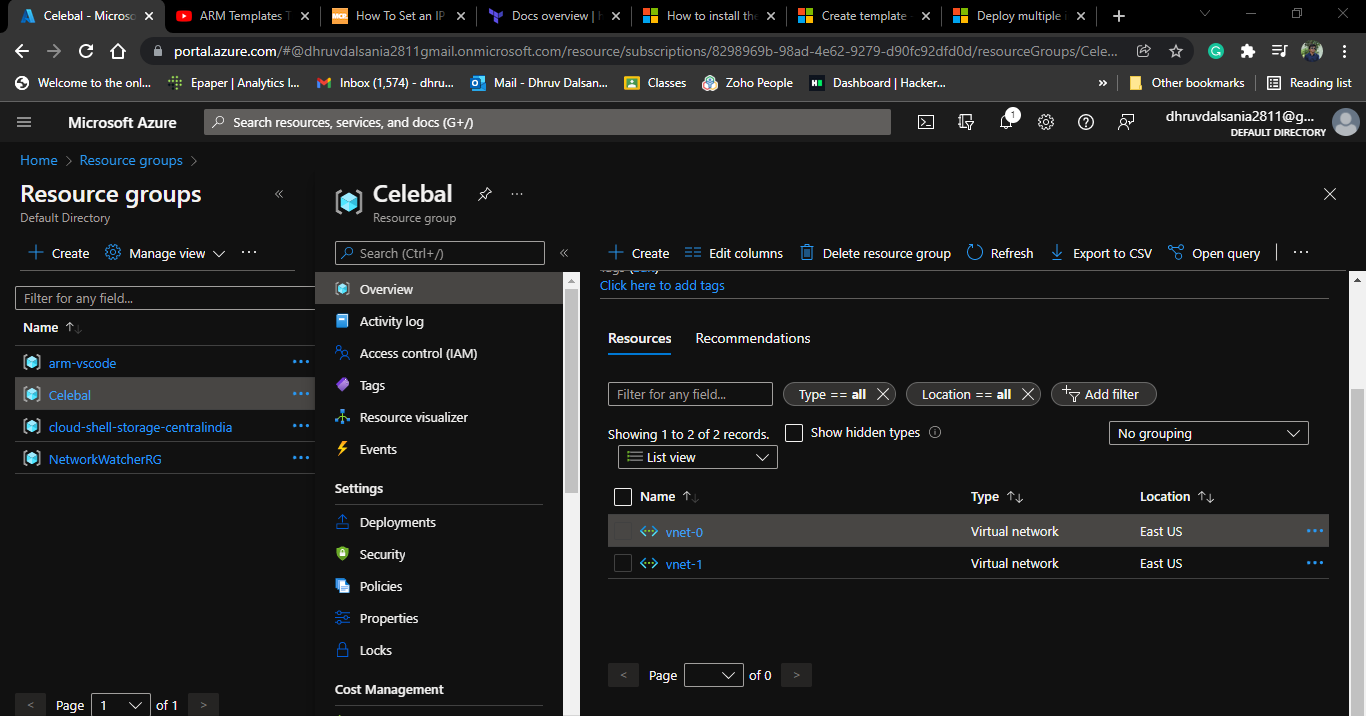 Celebal - Microso
ARM Templates T
How To Set an IP
Docs overview | h
How to install the
Create template
Deploy multiple i
portal.azure.com/#@dhruvdalsania2811gmail.onmicrosoft.com/resource/subscriptions/8298969b-98ad-4e62-9279-d90fc92dfd0d/resourceGroups/Cele...
Welcome to the onl...
Epaper | Analytics I...
Inbox (1,574) - dhru...
Mail - Dhruv Dalsan...
Classes
Zoho People
Dashboard | Hacker...
»
Other bookmarks
Reading list
Microsoft Azure
Search resources, services, and docs (G+/)
1
dhruvdalsania2811@g...
DEFAULT DIRECTORY
Home > Resource groups >
Resource groups
Default Directory
«
Create
Manage view
...
Filter for any field...
Name ↑↓
arm-vscode
...
Celebal
...
cloud-shell-storage-centralindia
...
NetworkWatcherRG
...
< Page 1 of 1 >
Celebal
...
Resource group
Search (Ctrl+/)
«
Overview
Activity log
Access control (IAM)
Tags
Resource visualizer
Events
Settings
Deployments
Security
Policies
Properties
Locks
Cost Management
Create
Edit columns
Delete resource group
Refresh
Export to CSV
Open query
...
Click here to add tags
Resources
Recommendations
Filter for any field...
Type == all
Location == all
Add filter
Showing 1 to 2 of 2 records.
Show hidden types
No grouping
List view
Name ↑↓ Type ↑↓ Location ↑↓
vnet-0 Virtual network East US ...
vnet-1 Virtual network East US ...
< Page of 0 >